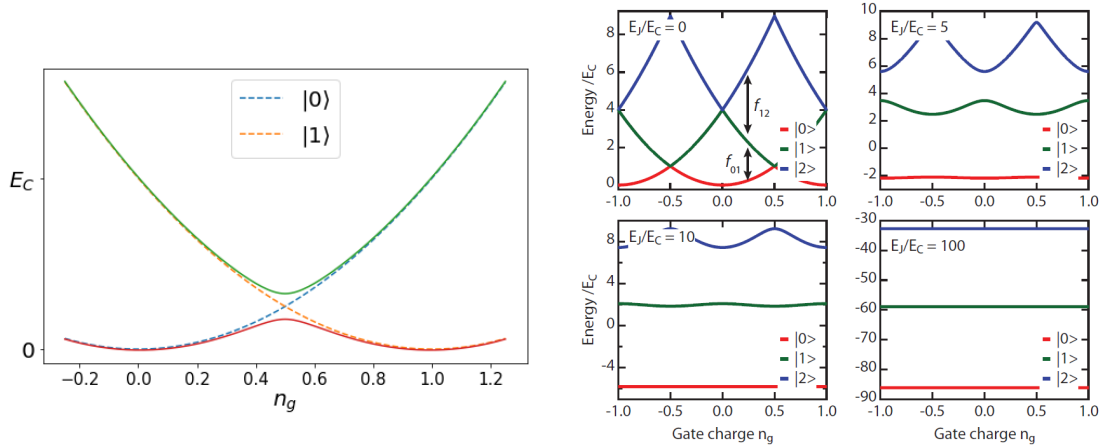 |0⟩
|1⟩
E_C
0
−0.2 0.0 0.2 0.4 0.6 0.8 1.0 1.2
n_g
E_J/E_C = 0
8
6
4
2
0
Energy /E_C
f_12
f_01
|0>
|1>
|2>
-1.0 -0.5 0.0 0.5 1.0
E_J/E_C = 5
10
8
6
4
2
0
-2
|0>
|1>
|2>
-1.0 -0.5 0.0 0.5 1.0
E_J/E_C = 10
8
4
0
-4
Energy /E_C
|0>
|1>
|2>
-1.0 -0.5 0.0 0.5 1.0
Gate charge n_g
-30
-40
-50
-60
-70
-80
-90
E_J/E_C = 100
|0>
|1>
|2>
-1.0 -0.5 0.0 0.5 1.0
Gate charge n_g